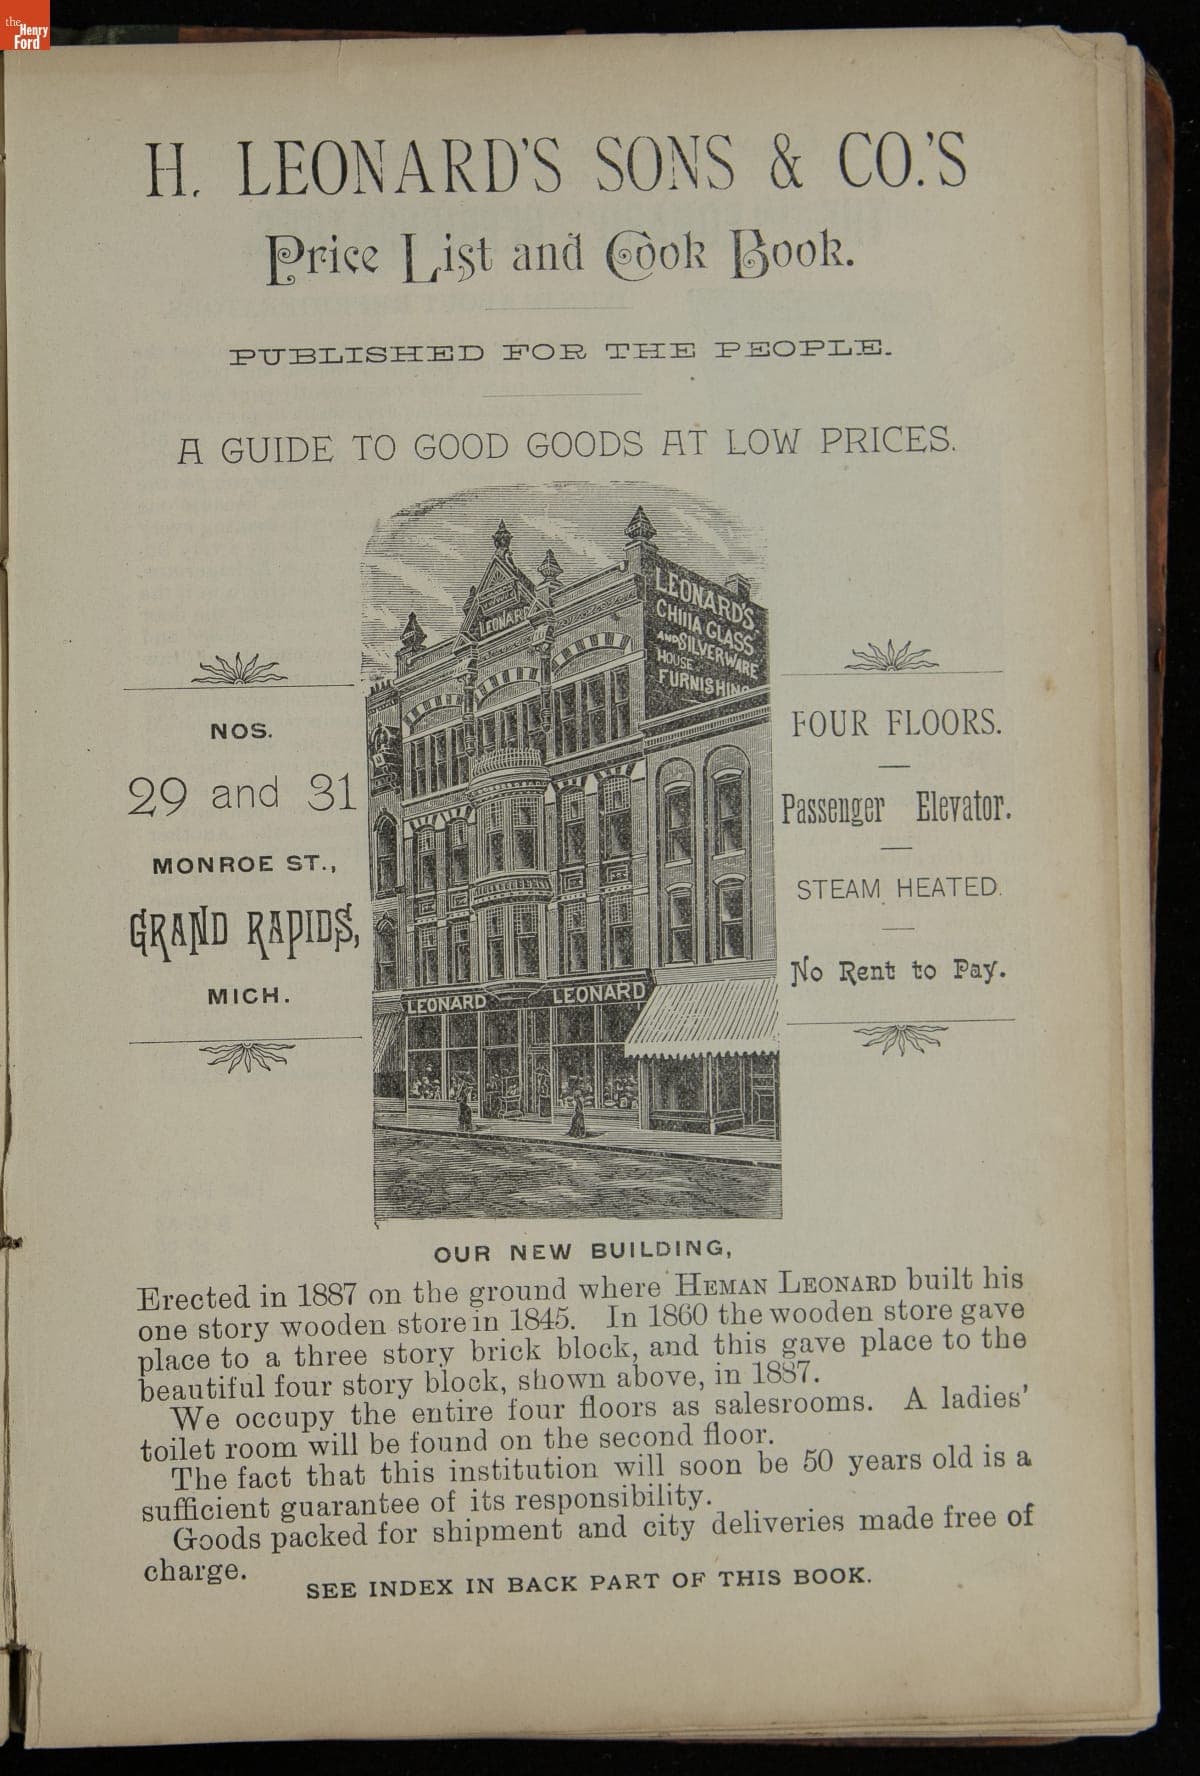 the
Henry
Ford
H. LEONARD'S SONS & CO.'S
Price List and Cook Book.
PUBLISHED FOR THE PEOPLE.
A GUIDE TO GOOD GOODS AT LOW PRICES.
LEONARD
LEONARD'S
CHINA GLASS
AND SILVERWARE
HOUSE
FURNISHING
NOS.
29 and 31
MONROE ST.,
GRAND RAPIDS,
MICH.
FOUR FLOORS.
Passenger Elevator.
STEAM HEATED.
No Rent to Pay.
LEONARD LEONARD
OUR NEW BUILDING,
Erected in 1887 on the ground where HEMAN LEONARD built his
one story wooden store in 1845. In 1860 the wooden store gave
place to a three story brick block, and this gave place to the
beautiful four story block, shown above, in 1887.
We occupy the entire four floors as salesrooms. A ladies'
toilet room will be found on the second floor.
The fact that this institution will soon be 50 years old is a
sufficient guarantee of its responsibility.
Goods packed for shipment and city deliveries made free of
charge.
SEE INDEX IN BACK PART OF THIS BOOK.